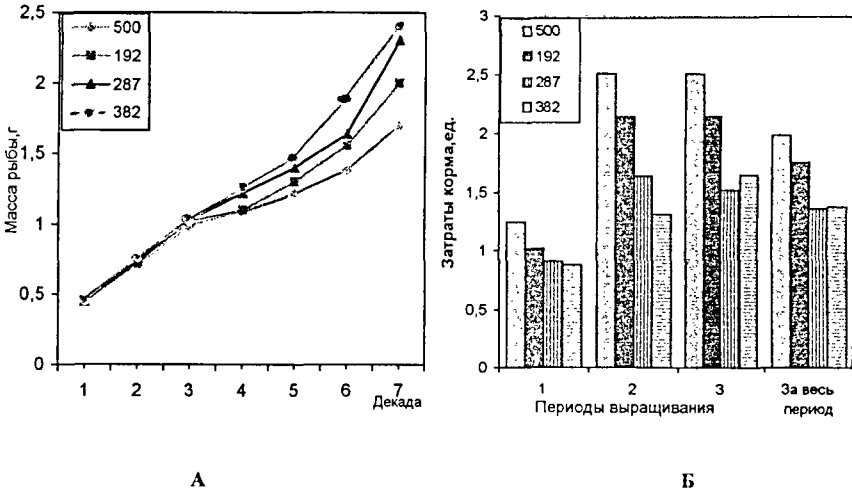 2,5
2
1,5
1
0,5
0
Масса рыбы,г
500
192
287
382
1 2 3 4 5 6 7
Декада
А
3
2,5
2
1,5
1
0,5
0
Затраты корма,ед.
500
192
287
382
1 2 3 За весь период
Периоды выращивания
Б